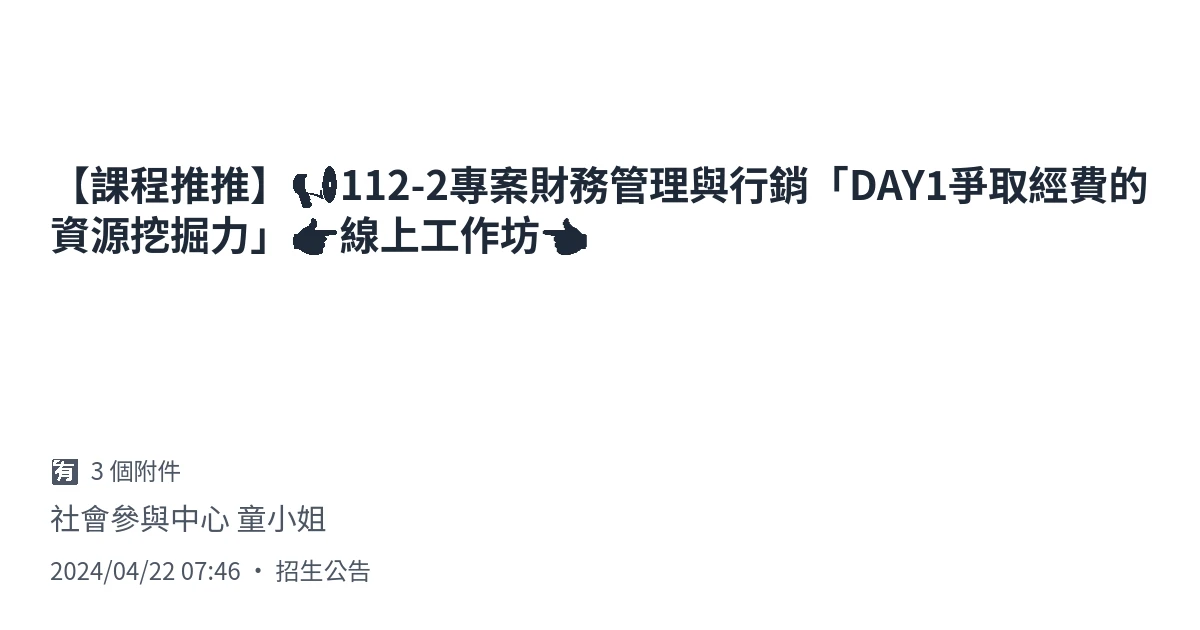 【課程推推】📢112-2專案財務管理與行銷「DAY1爭取經費的
資源挖掘力」👉線上工作坊👈
🈶 3 個附件
社會參與中心 童小姐
2024/04/22 07:46 ・ 招生公告